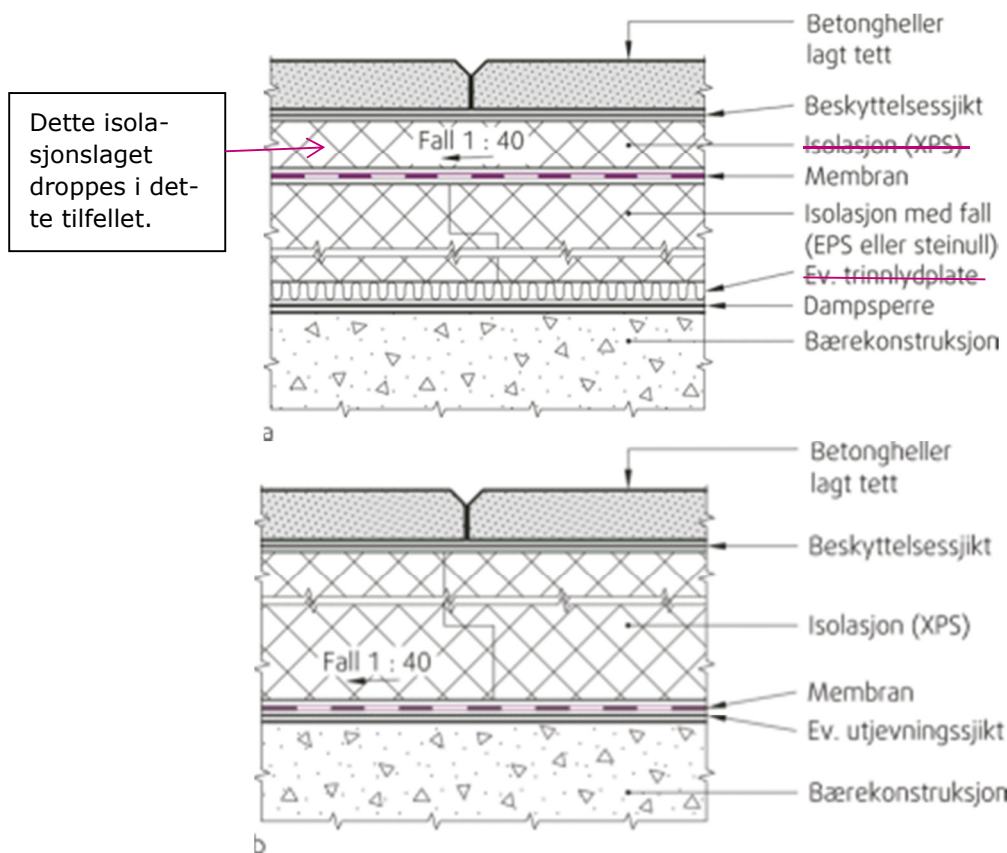 Betongheller
lagt tett
Dette isola-
sjonslaget
droppes i det-
te tilfellet.
Beskyttelsessjikt
Fall 1 : 40
Isolasjon (XPS)
Membran
Isolasjon med fall
(EPS eller steinull)
Ev. trinnlydplate
Dampsperre
Bærekonstruksjon
a
Betongheller
lagt tett
Beskyttelsessjikt
Isolasjon (XPS)
Fall 1 : 40
Membran
Ev. utjevningssjikt
Bærekonstruksjon
b